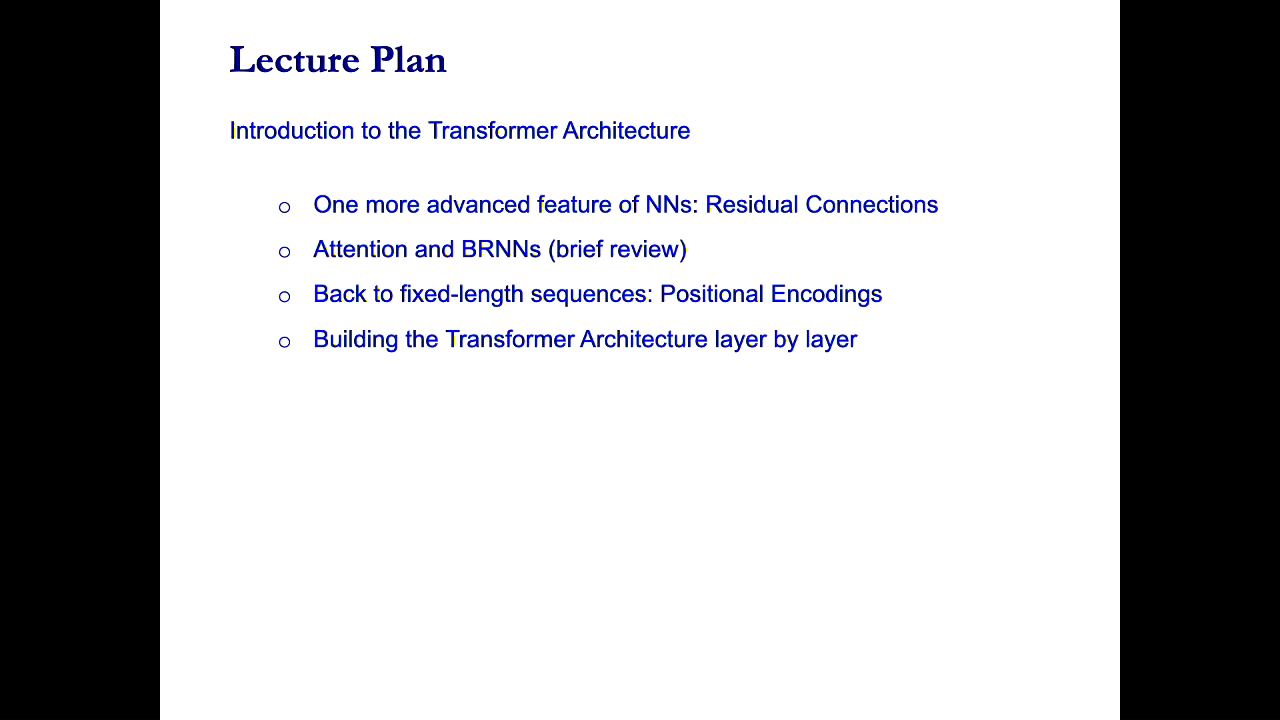 Lecture Plan
Introduction to the Transformer Architecture
o One more advanced feature of NNs: Residual Connections
o Attention and BRNNs (brief review)
o Back to fixed-length sequences: Positional Encodings
o Building the Transformer Architecture layer by layer